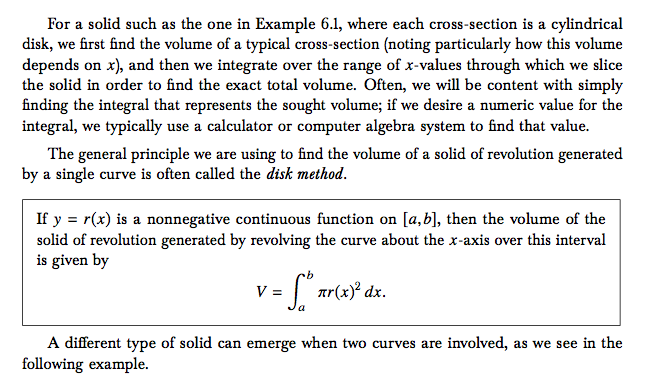 For a solid such as the one in Example 6.1, where each cross-section is a cylindrical
disk, we first find the volume of a typical cross-section (noting particularly how this volume
depends on x), and then we integrate over the range of x-values through which we slice
the solid in order to find the exact total volume. Often, we will be content with simply
finding the integral that represents the sought volume; if we desire a numeric value for the
integral, we typically use a calculator or computer algebra system to find that value.
The general principle we are using to find the volume of a solid of revolution generated
by a single curve is often called the disk method.
If y = r(x) is a nonnegative continuous function on [a, b], then the volume of the
solid of revolution generated by revolving the curve about the x-axis over this interval
is given by
V = ∫ₐᵇ πr(x)² dx.
A different type of solid can emerge when two curves are involved, as we see in the
following example.